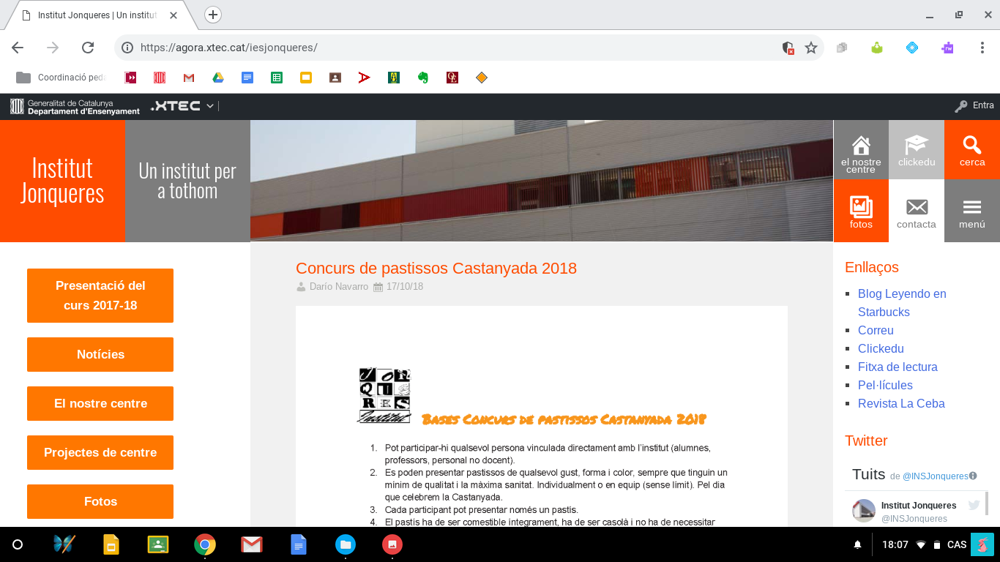 Institut Jonqueres | Un institut
https://agora.xtec.cat/iesjonqueres/
Coordinació peda
Generalitat de Catalunya
Departament d'Ensenyament
.XTEC
Entra
Institut
Jonqueres
Un institut per
a tothom
el nostre
centre
clickedu
cerca
fotos
contacta
menú
Presentació del
curs 2017-18
Notícies
El nostre centre
Projectes de centre
Fotos
Concurs de pastissos Castanyada 2018
Darío Navarro 17/10/18
JON
QUE
RES
Institut
Bases Concurs de pastissos Castanyada 2018
1. Pot participar-hi qualsevol persona vinculada directament amb l'institut (alumnes,
professors, personal no docent).
2. Es poden presentar pastissos de qualsevol gust, forma i color, sempre que tinguin un
mínim de qualitat i la màxima sanitat. Individualment o en equip (sense limit). Pel dia
que celebrem la Castanyada.
3. Cada participant pot presentar només un pastís.
4. El pastís ha de ser comestible íntegrament, ha de ser casolà i no ha de necessitar
Enllaços
Blog Leyendo en
Starbucks
Correu
Clickedu
Fitxa de lectura
Pel·lícules
Revista La Ceba
Twitter
Tuits de @INSJonqueres
Institut Jonqueres
@INSJonqueres
18:07 CAS